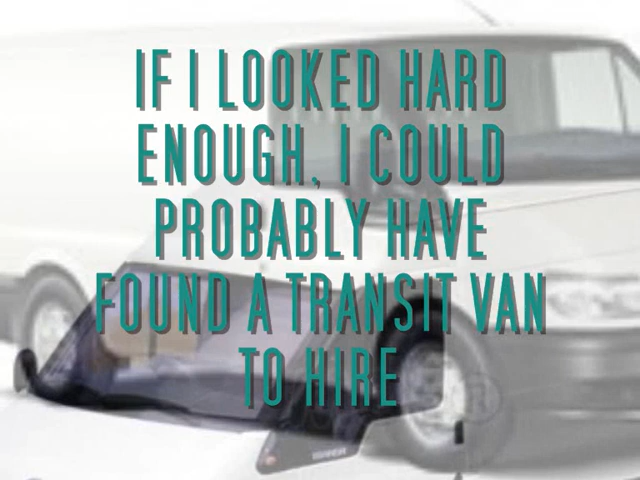 IF I LOOKED HARD
ENOUGH, I COULD
PROBABLY HAVE
FOUND A TRANSIT VAN
TO HIRE